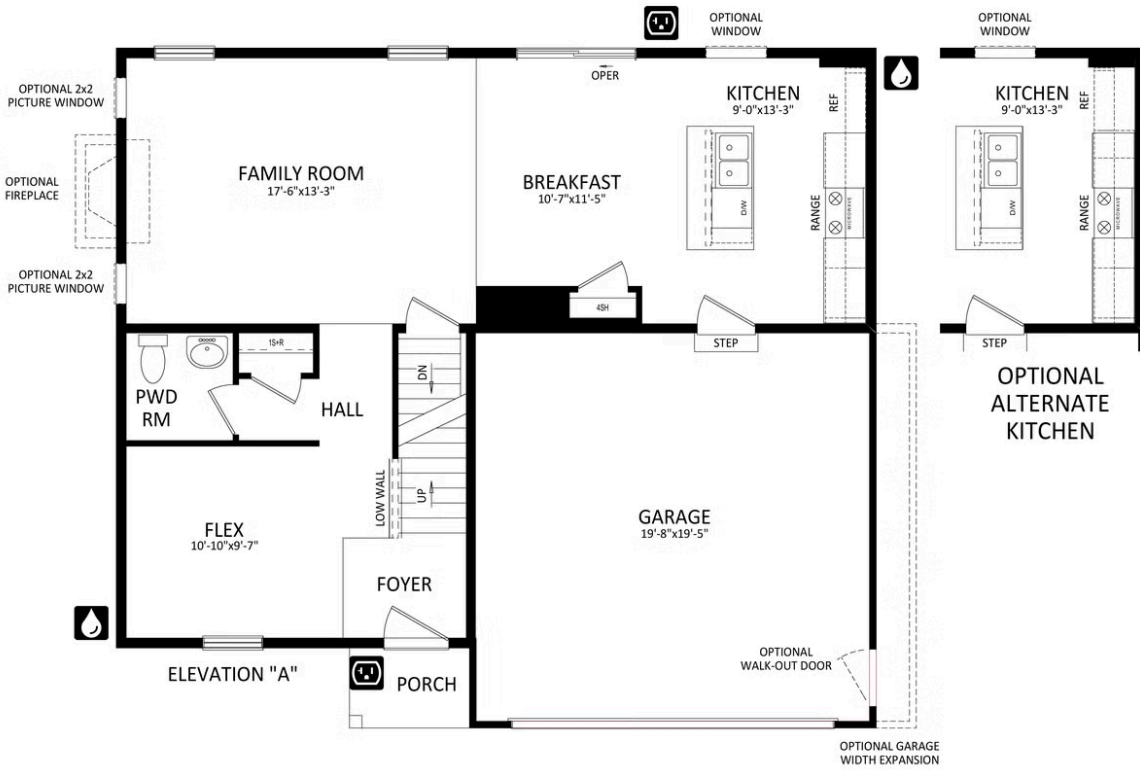 OPTIONAL
WINDOW
OPTIONAL
WINDOW
OPTIONAL 2x2
PICTURE WINDOW
OPER
KITCHEN
9'-0"x13'-3"
REF
KITCHEN
9'-0"x13'-3"
REF
FAMILY ROOM
17'-6"x13'-3"
BREAKFAST
10'-7"x11'-5"
OPTIONAL
FIREPLACE
D/W
RANGE
MICROWAVE
D/W
RANGE
MICROWAVE
OPTIONAL 2x2
PICTURE WINDOW
4SH
STEP
STEP
1S+R
PWD
RM
HALL
DN
OPTIONAL
ALTERNATE
KITCHEN
LOW WALL
UP
FLEX
10'-10"x9'-7"
GARAGE
19'-8"x19'-5"
FOYER
OPTIONAL
WALK-OUT DOOR
ELEVATION "A"
PORCH
OPTIONAL GARAGE
WIDTH EXPANSION